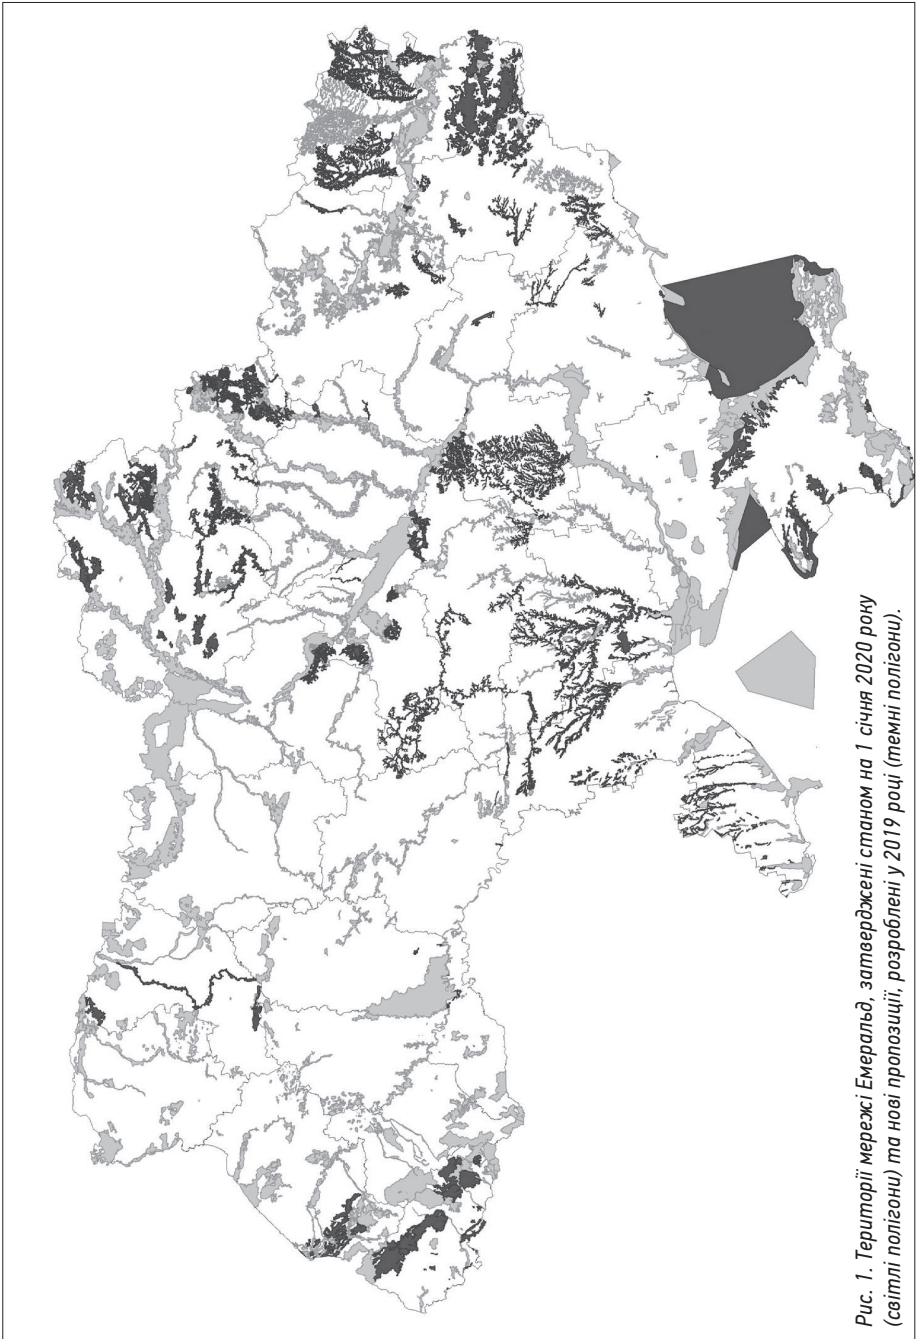 Рис. 1. Території мережі Емеральд, затверджені станом на 1 січня 2020 року
(світлі полігони) та нові пропозиції, розроблені у 2019 році (темні полігони).